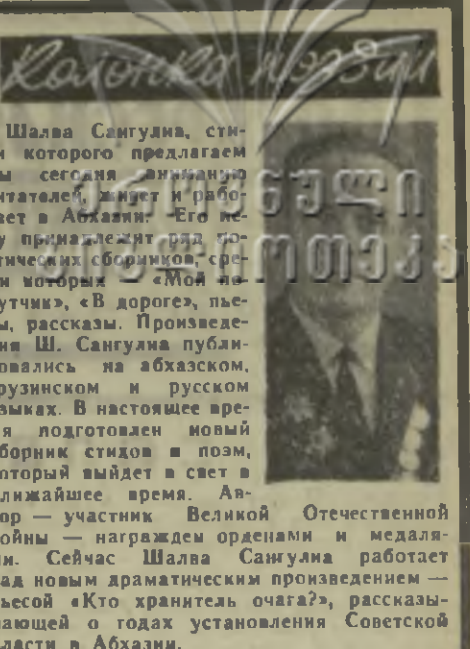 Колонка поэзии
Шалва Сангулиа, сти-
и которого предлагаем
ы сегодня вниманию
итателей, живет и рабо-
ает в Абхазии. Его пе-
у принадлежит ряд по-
тических сборников, сре-
и которых «Мой по-
утчик», «В дороге», пье-
ы, рассказы. Произведе-
ия Ш. Сангулиа публи-
овались на абхазском,
рузинском и русском
зыках. В настоящее вре-
я подготовлен новый
борник стихов и поэм,
оторый выйдет в свет в
лижайшее время. Ав-
ор — участник Великой Отечественной
ойны — награжден орденами и медаля-
и. Сейчас Шалва Сангулиа работает
ад новым драматическим произведением —
ьесой «Кто хранитель очага?», рассказы-
ающей о годах установления Советской
ласти в Абхазии.
ეროვნული
ბიბლიოთეკა